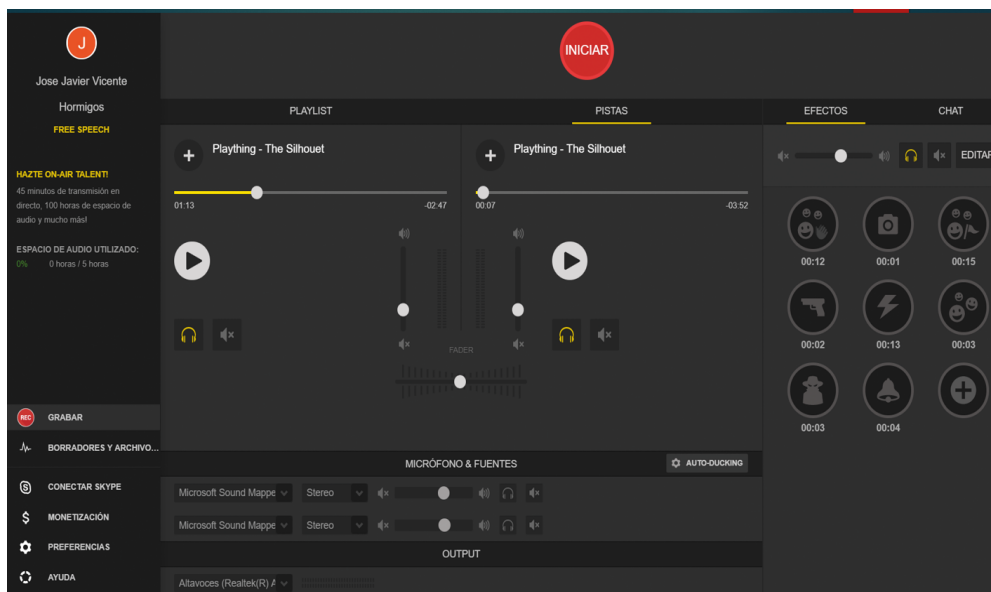 J
Jose Javier Vicente
Hormigos
FREE SPEECH
HAZTE ON-AIR TALENT!
45 minutos de transmisión en
directo, 100 horas de espacio de
audio y mucho màs!
ESPACIO DE AUDIO UTILIZADO:
0% 0 horas / 5 horas
REC GRABAR
BORRADORES Y ARCHIVO...
CONECTAR SKYPE
MONETIZACIÓN
PREFERENCIAS
AYUDA
INICIAR
PLAYLIST PISTAS
Plaything - The Silhouet
01:13 -02:47
Plaything - The Silhouet
00:07 -03:52
FADER
MICRÓFONO & FUENTES AUTO-DUCKING
Microsoft Sound Mappe Stereo
Microsoft Sound Mappe Stereo
OUTPUT
Altavoces (Realtek(R) A
EFECTOS CHAT
EDITAR
00:12 00:01 00:15
00:02 00:13 00:03
00:03 00:04